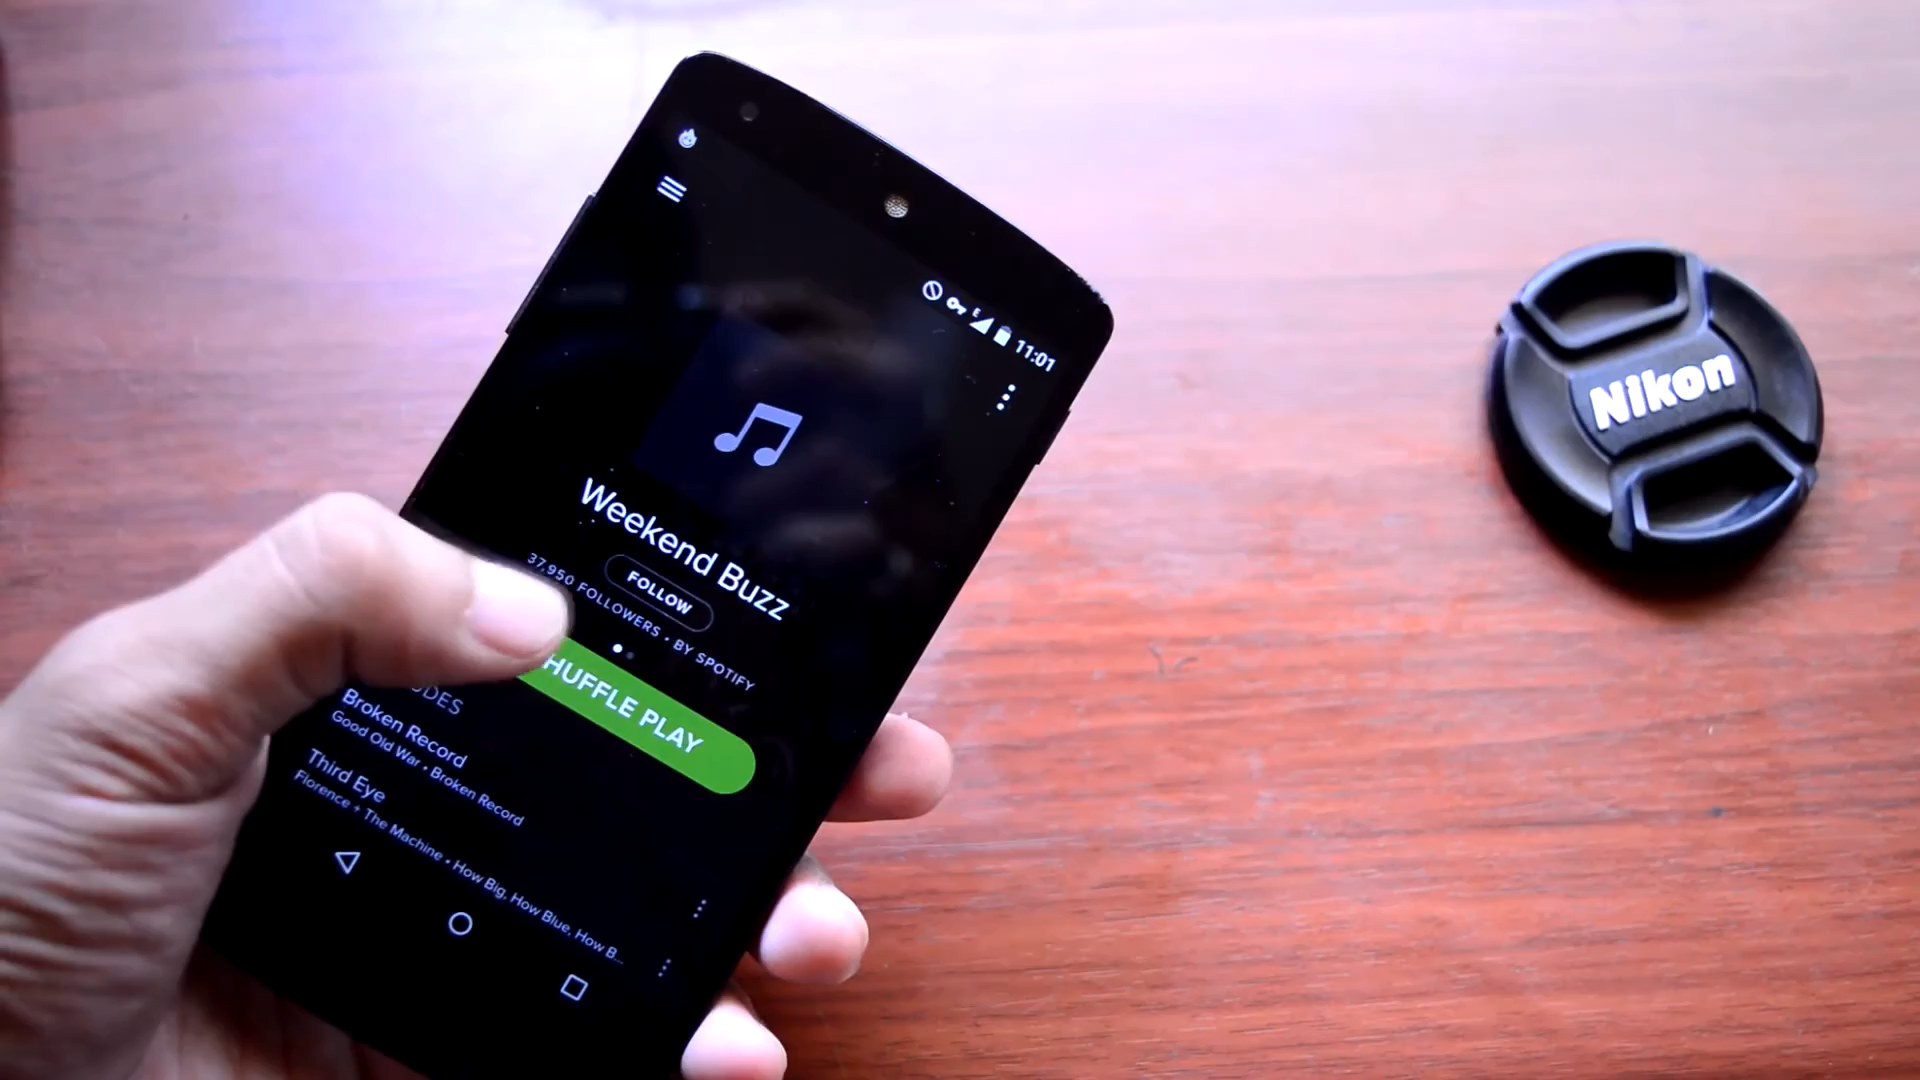 E 11:01
Weekend Buzz
FOLLOW
37,950 FOLLOWERS • BY SPOTIFY
HUFFLE PLAY
Broken Record
Good Old War • Broken Record
Third Eye
Florence + The Machine • How Big, How Blue, How B...
Nikon